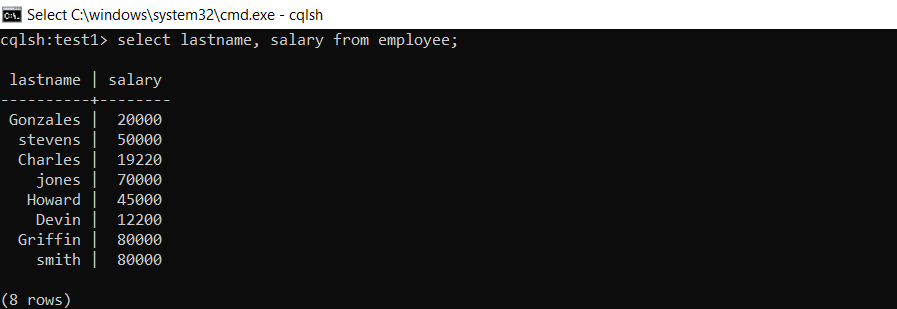 Select C:\windows\system32\cmd.exe - cqlsh
cqlsh:test1> select lastname, salary from employee;
 lastname | salary
----------+--------
 Gonzales |  20000
  stevens |  50000
  Charles |  19220
    jones |  70000
   Howard |  45000
    Devin |  12200
  Griffin |  80000
    smith |  80000
(8 rows)